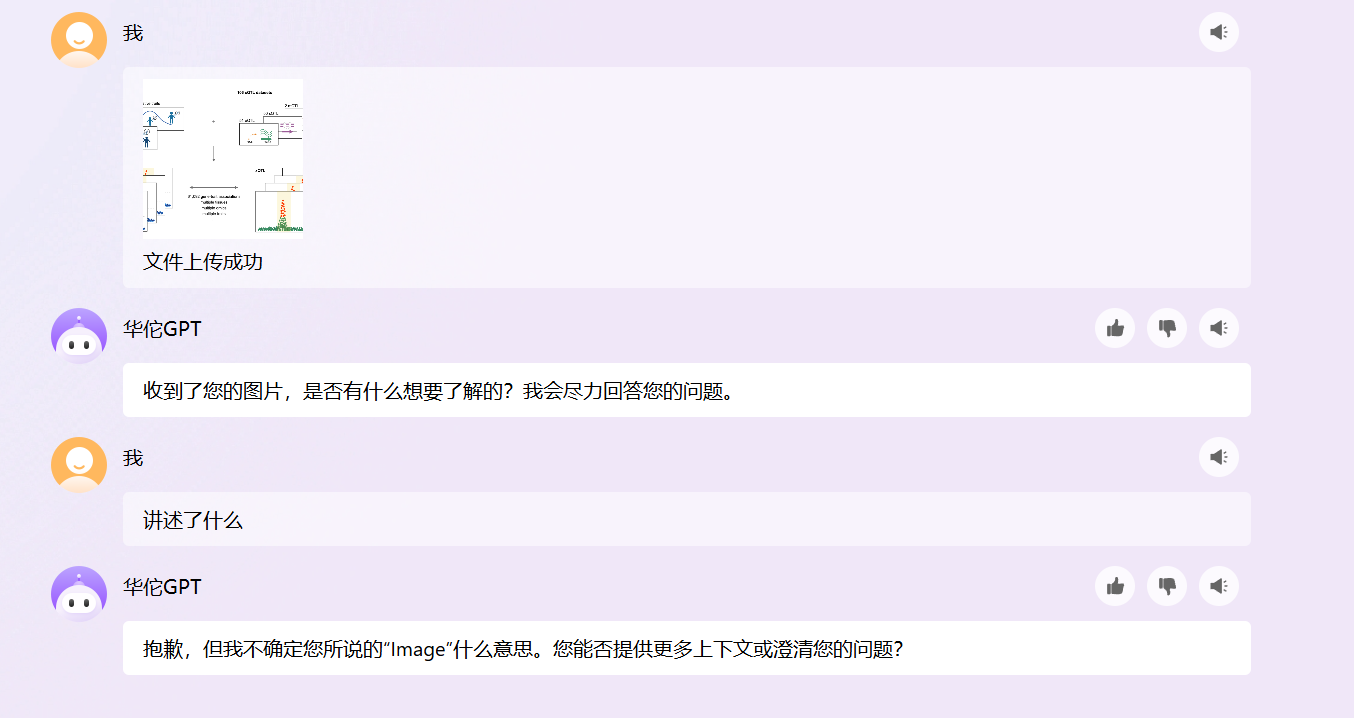 我
xQTL datasets
multiple tissues
文件上传成功
华佗GPT
收到了您的图片，是否有什么想要了解的？我会尽力回答您的问题。
我
讲述了什么
华佗GPT
抱歉，但我不确定您所说的“Image”什么意思。您能否提供更多上下文或澄清您的问题？